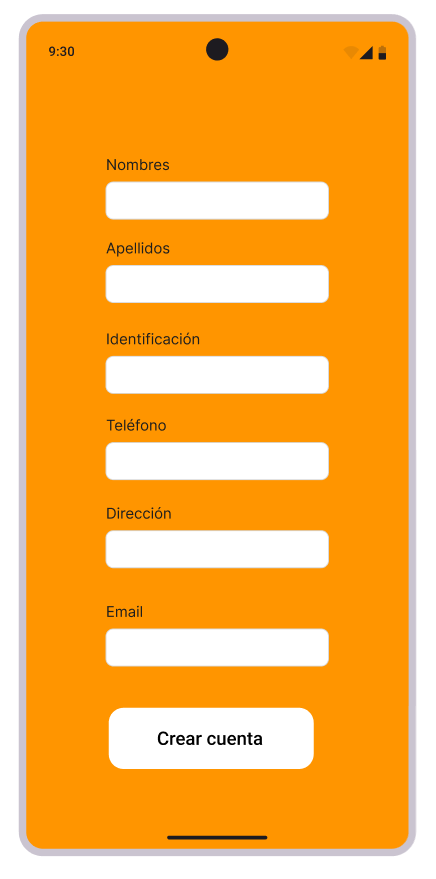 9:30
Nombres
Apellidos
Identificación
Teléfono
Dirección
Email
Crear cuenta